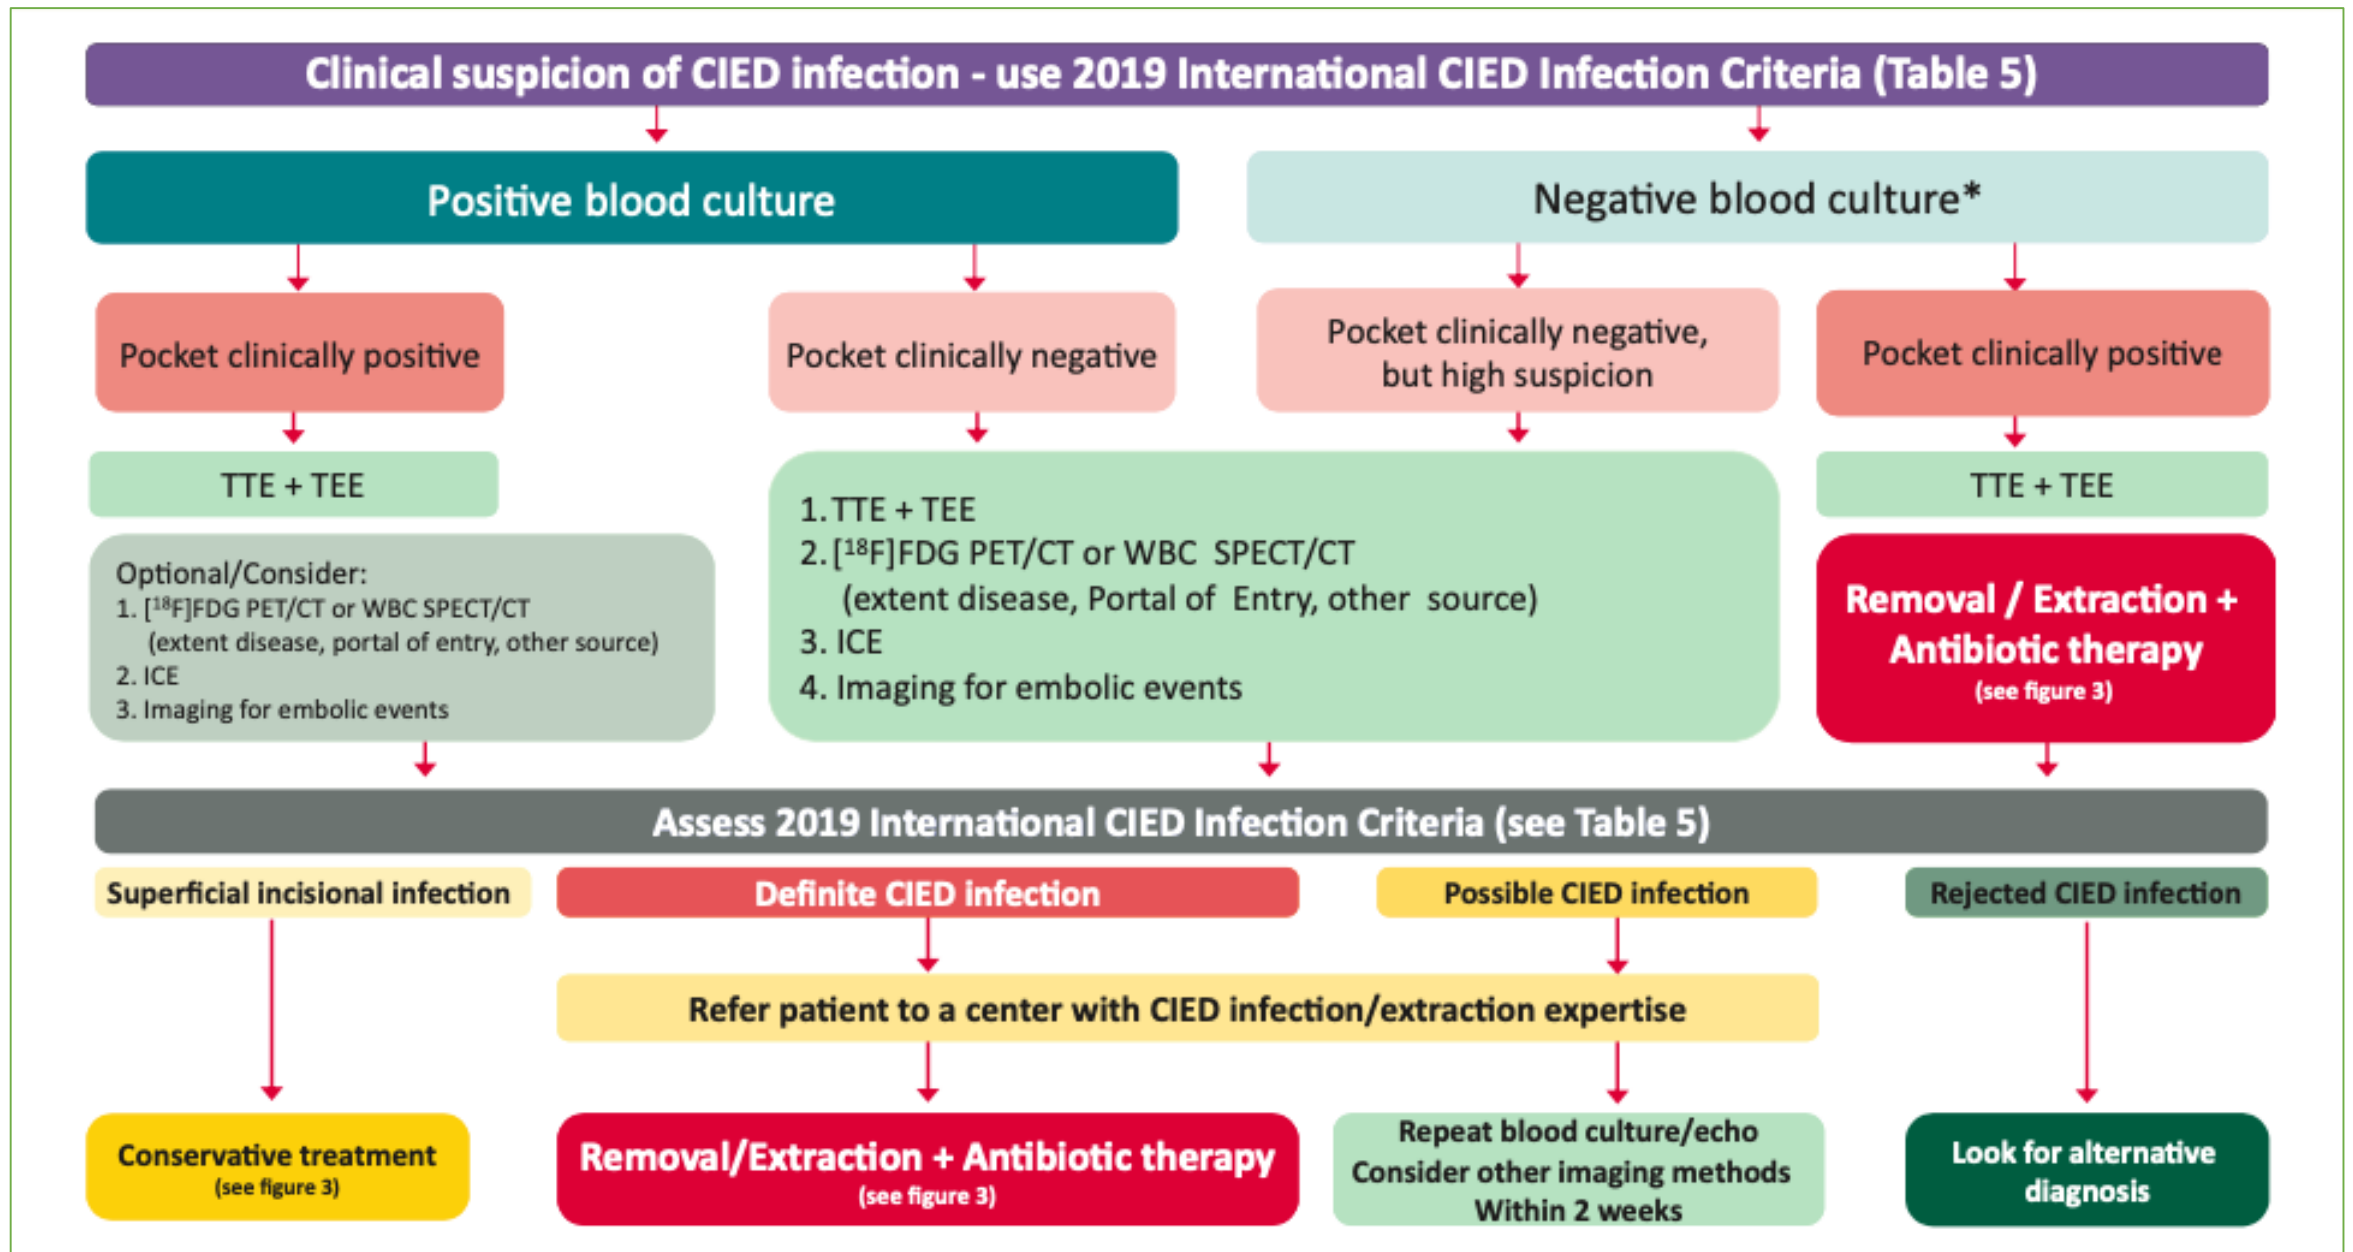 Clinical suspicion of CIED infection - use 2019 International CIED Infection Criteria (Table 5)
Positive blood culture
Negative blood culture*
Pocket clinically positive
Pocket clinically negative
Pocket clinically negative,
but high suspicion
Pocket clinically positive
TTE + TEE
Optional/Consider:
1. [¹⁸F]FDG PET/CT or WBC SPECT/CT
(extent disease, portal of entry, other source)
2. ICE
3. Imaging for embolic events
1. TTE + TEE
2. [¹⁸F]FDG PET/CT or WBC SPECT/CT
(extent disease, Portal of Entry, other source)
3. ICE
4. Imaging for embolic events
TTE + TEE
Removal / Extraction +
Antibiotic therapy
(see figure 3)
Assess 2019 International CIED Infection Criteria (see Table 5)
Superficial incisional infection
Definite CIED infection
Possible CIED infection
Rejected CIED infection
Refer patient to a center with CIED infection/extraction expertise
Conservative treatment
(see figure 3)
Removal/Extraction + Antibiotic therapy
(see figure 3)
Repeat blood culture/echo
Consider other imaging methods
Within 2 weeks
Look for alternative
diagnosis